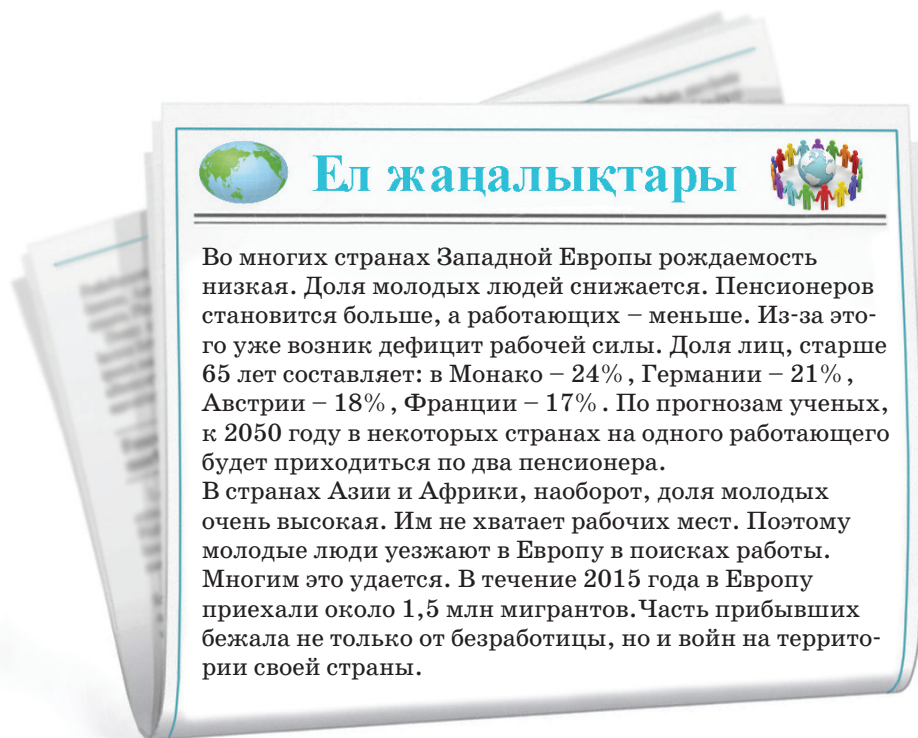 Ел жаңалықтары
Во многих странах Западной Европы рождаемость
низкая. Доля молодых людей снижается. Пенсионеров
становится больше, а работающих – меньше. Из-за это-
го уже возник дефицит рабочей силы. Доля лиц, старше
65 лет составляет: в Монако – 24%, Германии – 21%,
Австрии – 18%, Франции – 17%. По прогнозам ученых,
к 2050 году в некоторых странах на одного работающего
будет приходиться по два пенсионера.
В странах Азии и Африки, наоборот, доля молодых
очень высокая. Им не хватает рабочих мест. Поэтому
молодые люди уезжают в Европу в поисках работы.
Многим это удается. В течение 2015 года в Европу
приехали около 1,5 млн мигрантов.Часть прибывших
бежала не только от безработицы, но и войн на террито-
рии своей страны.